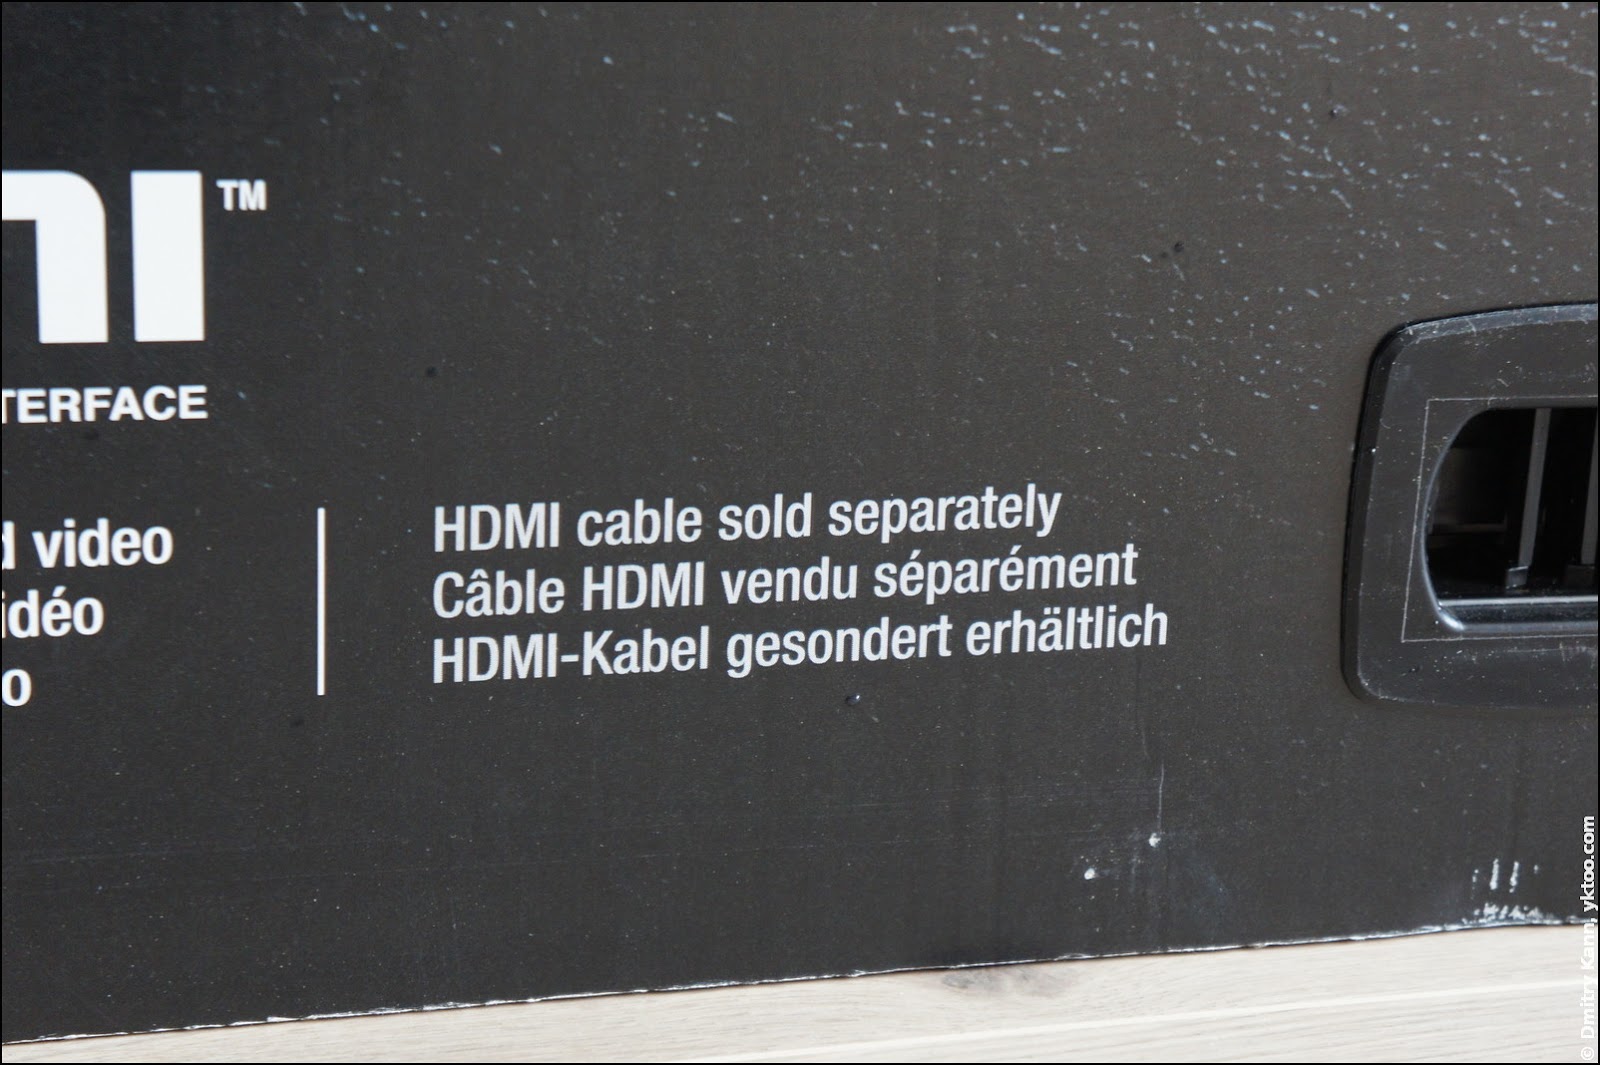 mI™
TERFACE
d video
idéo
o
HDMI cable sold separately
Câble HDMI vendu séparément
HDMI-Kabel gesondert erhältlich
© Dmitry Kann, yktoo.com